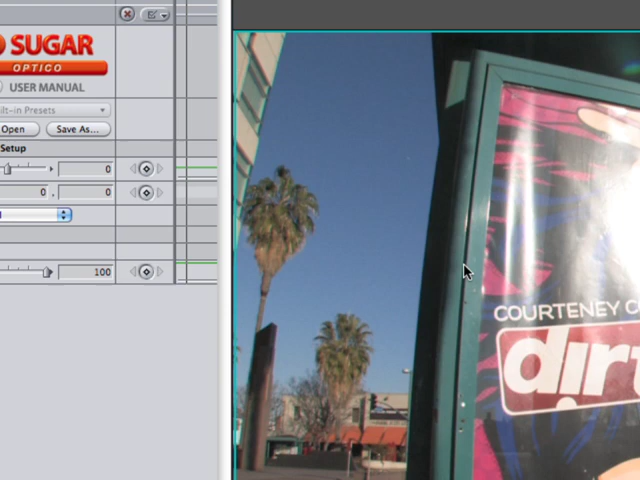 SUGAR
OPTICO
USER MANUAL
ilt-in Presets
Open
Save As...
Setup
0
0 , 0
100
COURTENEY C
dirt